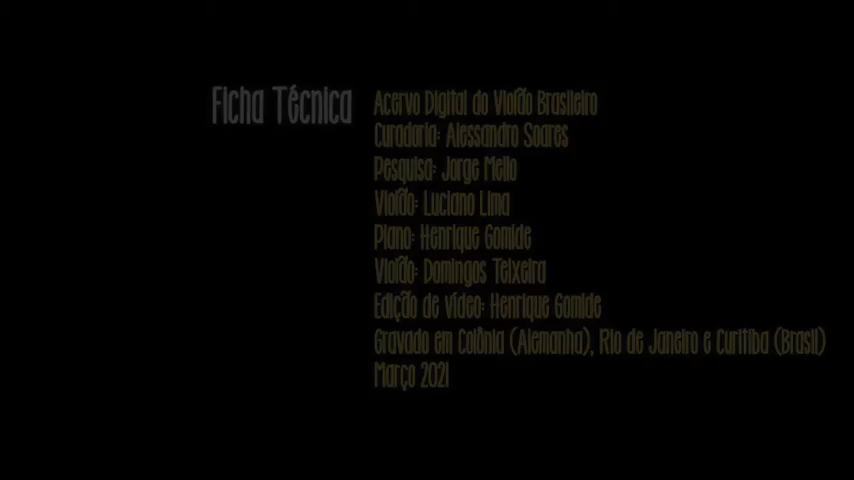 Ficha Técnica
Acervo Digital do Violão Brasileiro
Curadoria: Alessandro Soares
Pesquisa: Jorge Mello
Violão: Luciano Lima
Piano: Henrique Gomide
Violão: Domingos Teixeira
Edição de vídeo: Henrique Gomide
Gravado em Colônia (Alemanha), Rio de Janeiro e Curitiba (Brasil)
Março 2021